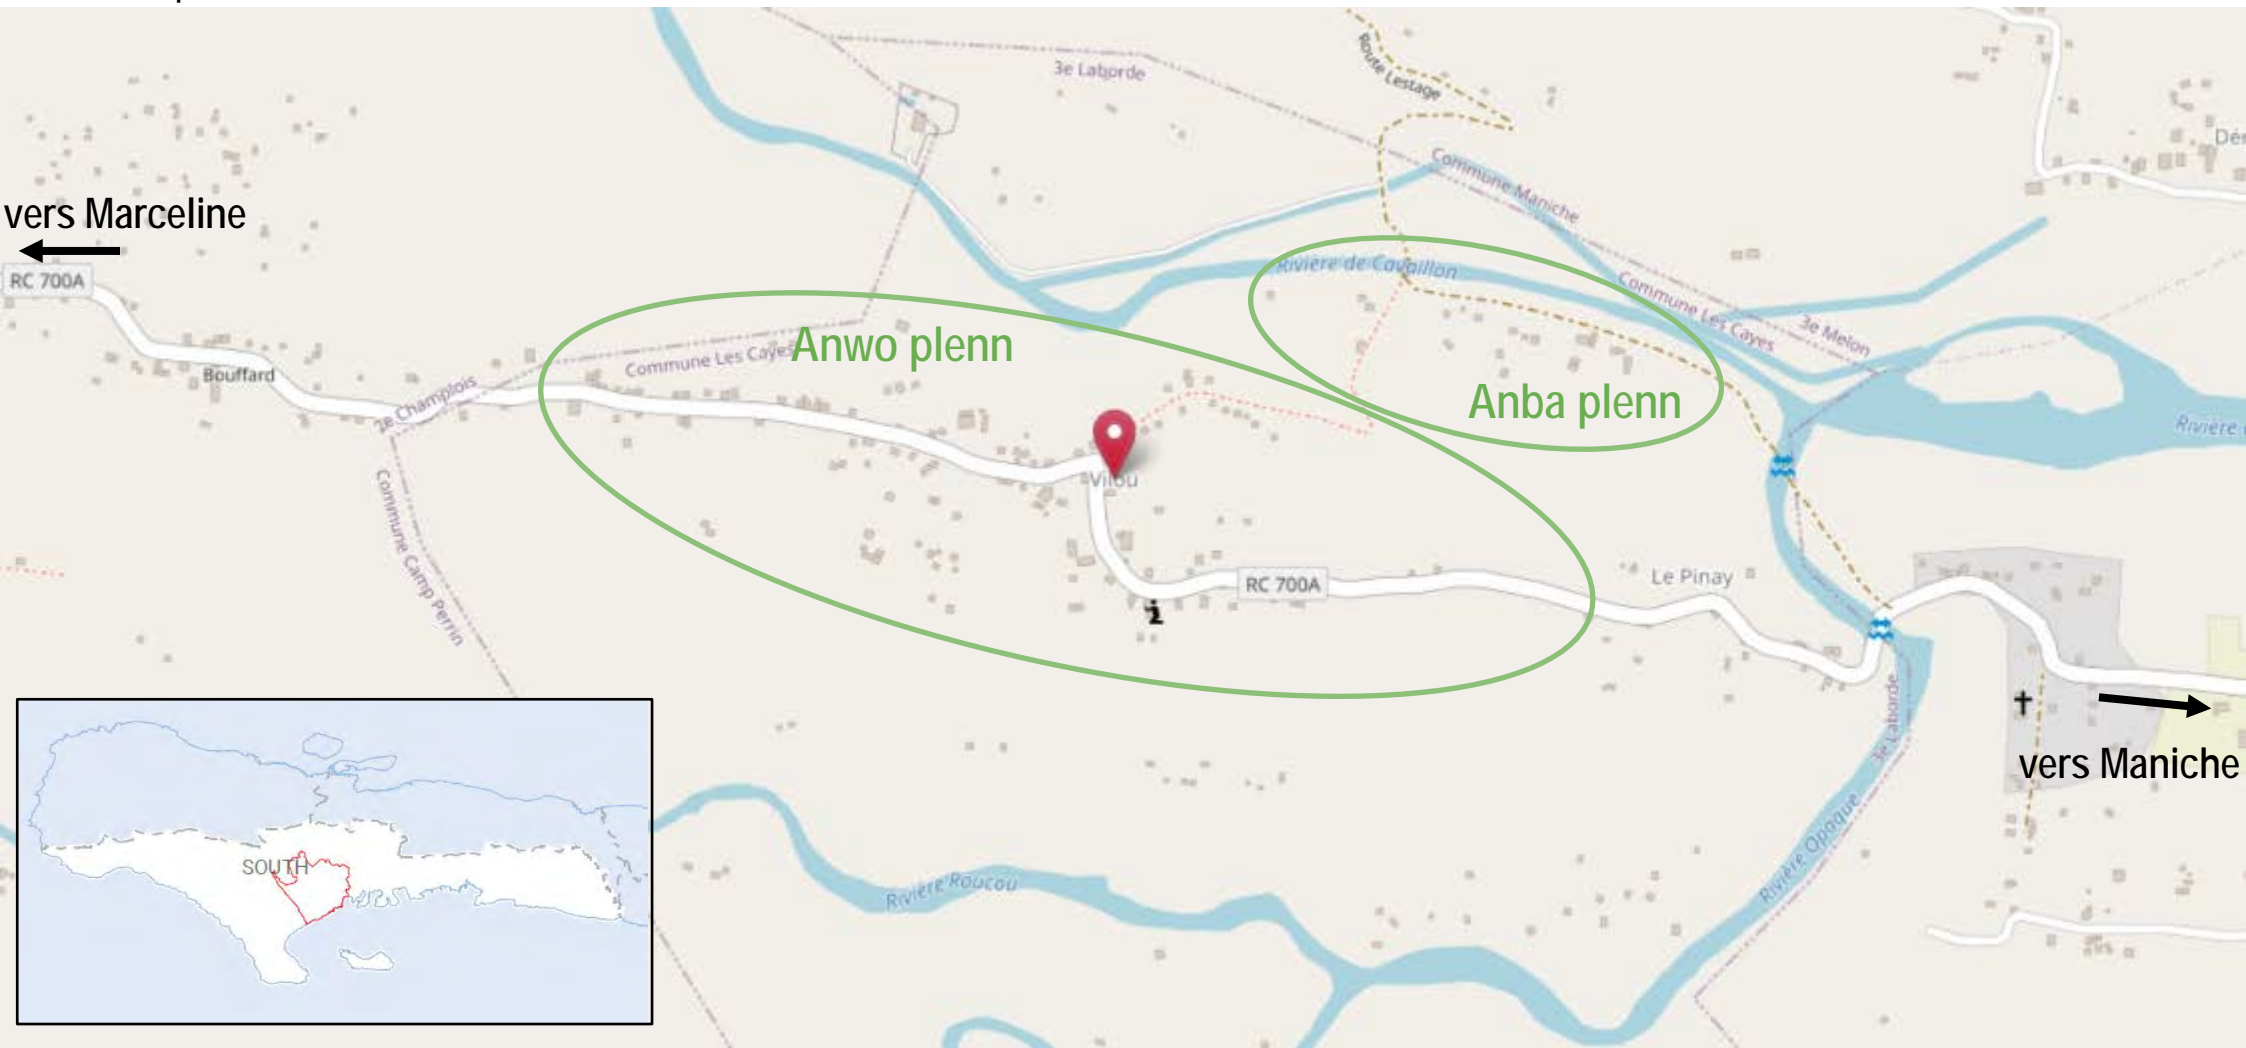 3e Laborde
Route Lestage
Commune Maniche
vers Marceline
RC 700A
Rivière de Cavaillon
Commune Les Cayes
3e Melon
Anwo plenn
Commune Les Cayes
Bouffard
2e Champlois
Anba plenn
Rivière
Vilou
Commune Camp Perrin
RC 700A
Le Pinay
3e Laborde
vers Maniche
SOUTH
Rivière Roucou
Rivière Opaque